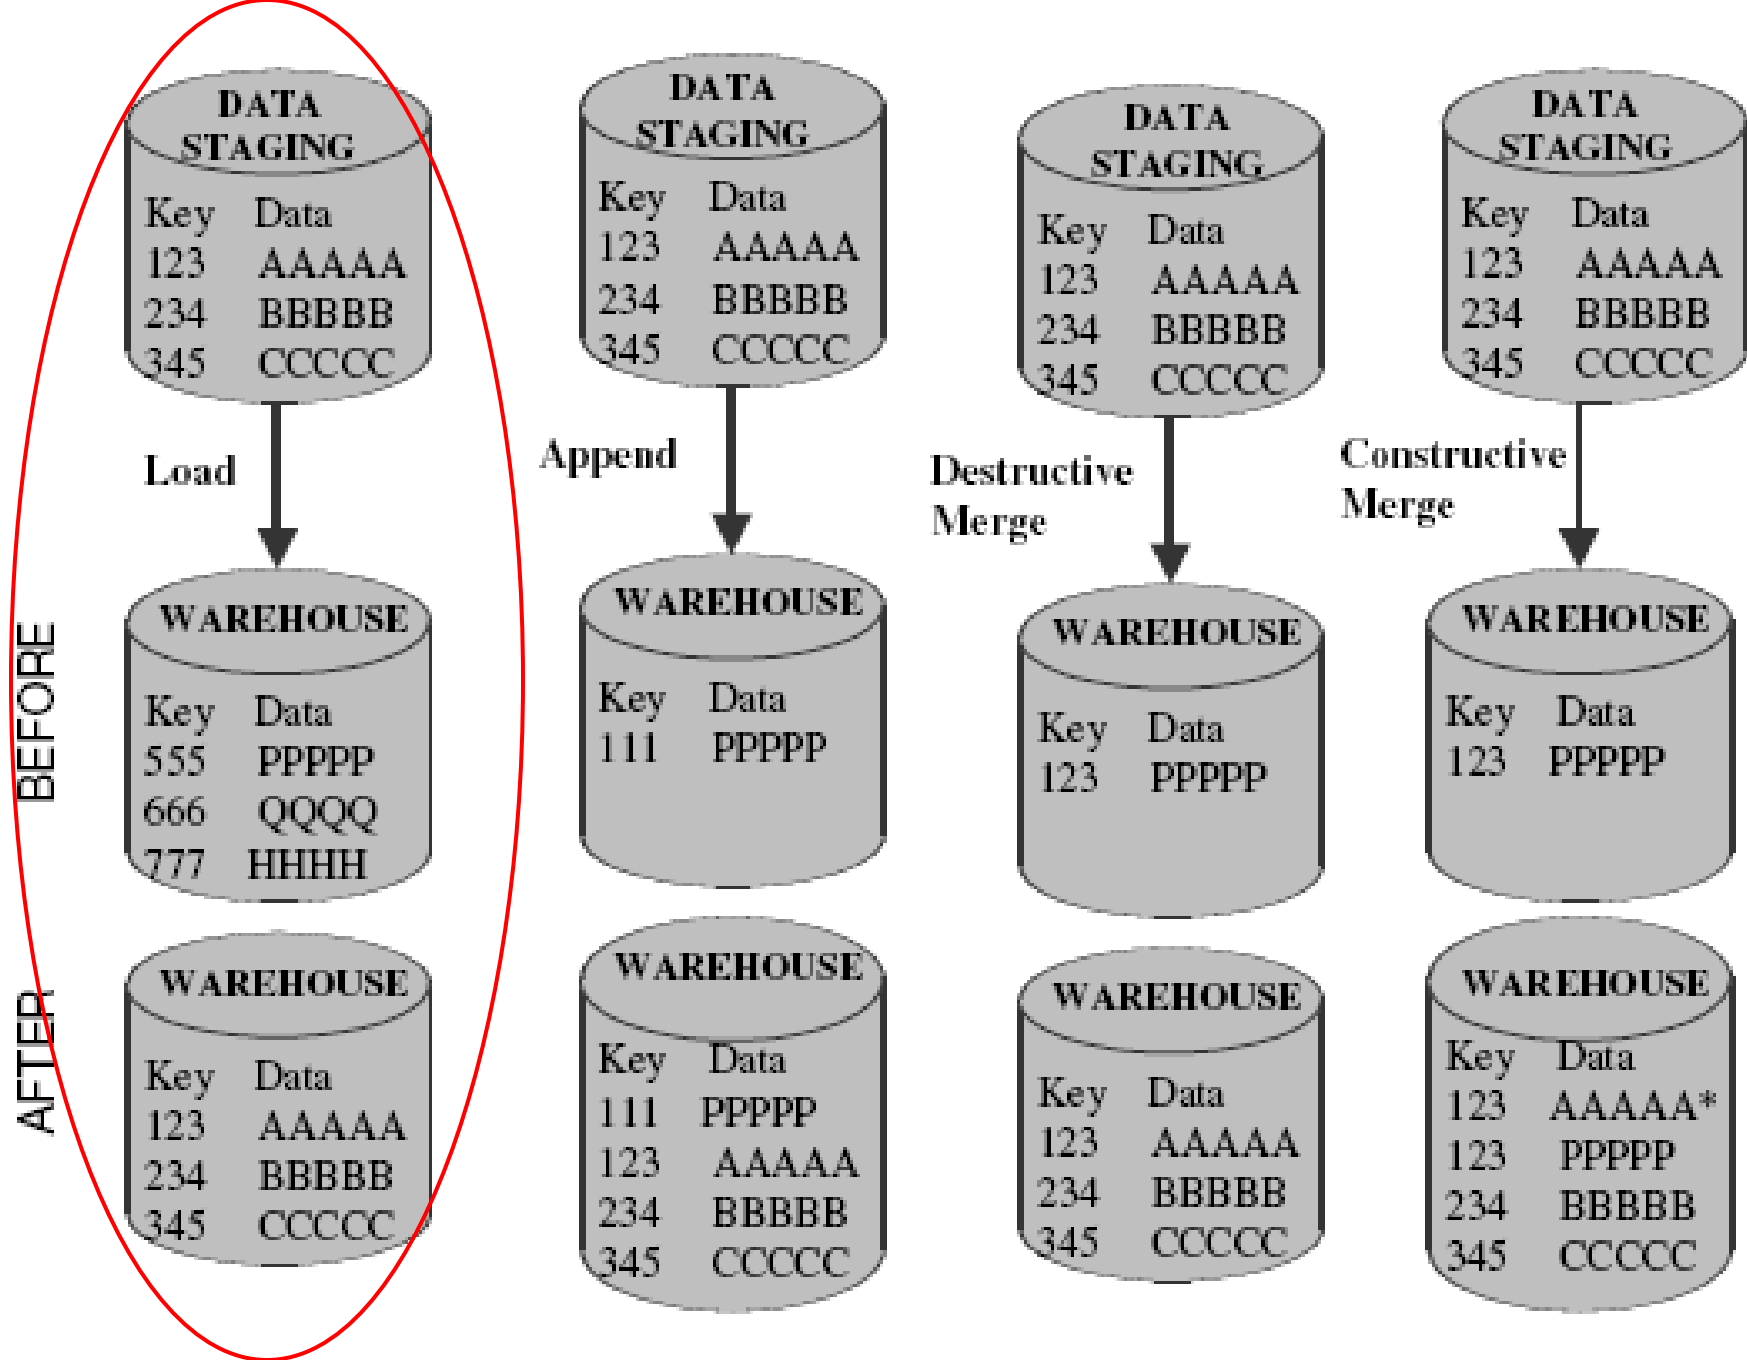 DATA
STAGING
Key Data
123 AAAAA
234 BBBBB
345 CCCCC
Load
BEFORE
WAREHOUSE
Key Data
555 PPPPP
666 QQQQ
777 HHHH
AFTER
WAREHOUSE
Key Data
123 AAAAA
234 BBBBB
345 CCCCC
DATA
STAGING
Key Data
123 AAAAA
234 BBBBB
345 CCCCC
Append
WAREHOUSE
Key Data
111 PPPPP
WAREHOUSE
Key Data
111 PPPPP
123 AAAAA
234 BBBBB
345 CCCCC
DATA
STAGING
Key Data
123 AAAAA
234 BBBBB
345 CCCCC
Destructive
Merge
WAREHOUSE
Key Data
123 PPPPP
WAREHOUSE
Key Data
123 AAAAA
234 BBBBB
345 CCCCC
DATA
STAGING
Key Data
123 AAAAA
234 BBBBB
345 CCCCC
Constructive
Merge
WAREHOUSE
Key Data
123 PPPPP
WAREHOUSE
Key Data
123 AAAAA*
123 PPPPP
234 BBBBB
345 CCCCC